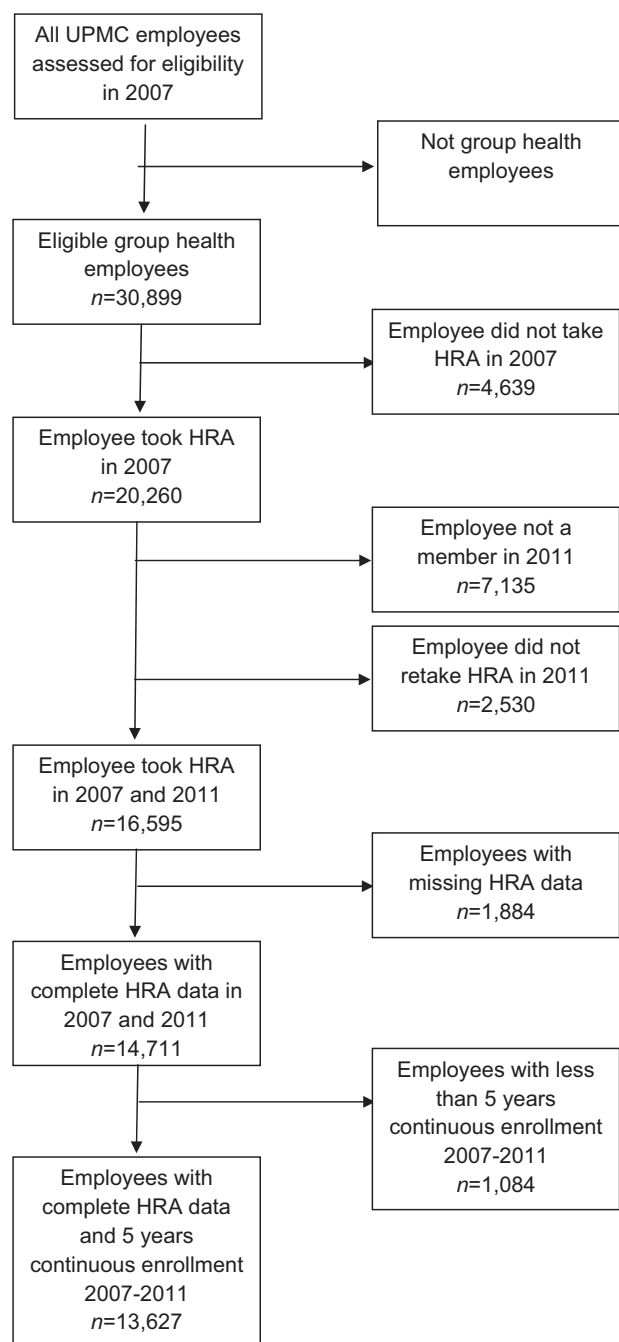 All UPMC employees
assessed for eligibility
in 2007
Not group health
employees
Eligible group health
employees
n=30,899
Employee did not take
HRA in 2007
n=4,639
Employee took HRA
in 2007
n=20,260
Employee not a
member in 2011
n=7,135
Employee did not
retake HRA in 2011
n=2,530
Employee took HRA
in 2007 and 2011
n=16,595
Employees with
missing HRA data
n=1,884
Employees with
complete HRA data in
2007 and 2011
n=14,711
Employees with less
than 5 years
continuous enrollment
2007-2011
n=1,084
Employees with
complete HRA data
and 5 years
continuous enrollment
2007-2011
n=13,627